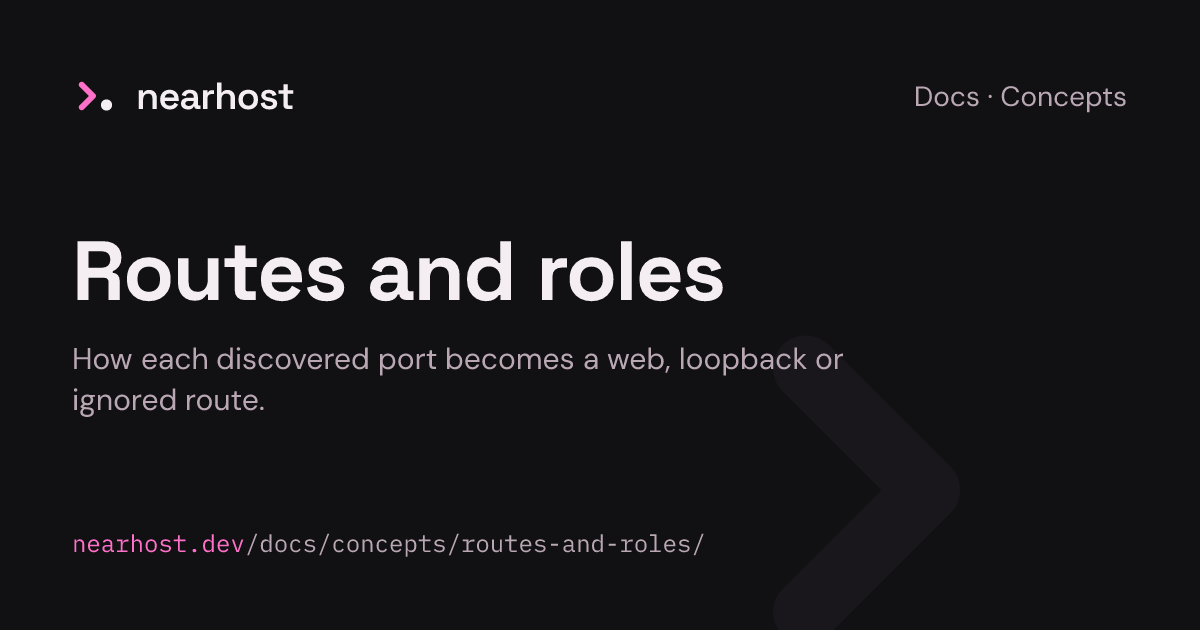 nearhost
Docs · Concepts
Routes and roles
How each discovered port becomes a web, loopback or
ignored route.
nearhost.dev/docs/concepts/routes-and-roles/